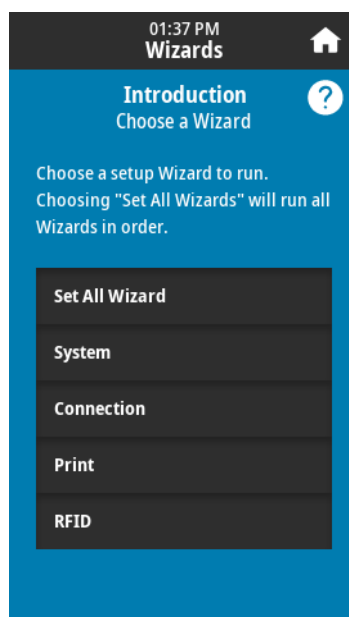 01:37 PM
Wizards
Introduction
?
Choose a Wizard
Choose a setup Wizard to run.
Choosing "Set All Wizards" will run all
Wizards in order.
Set All Wizard
System
Connection
Print
RFID